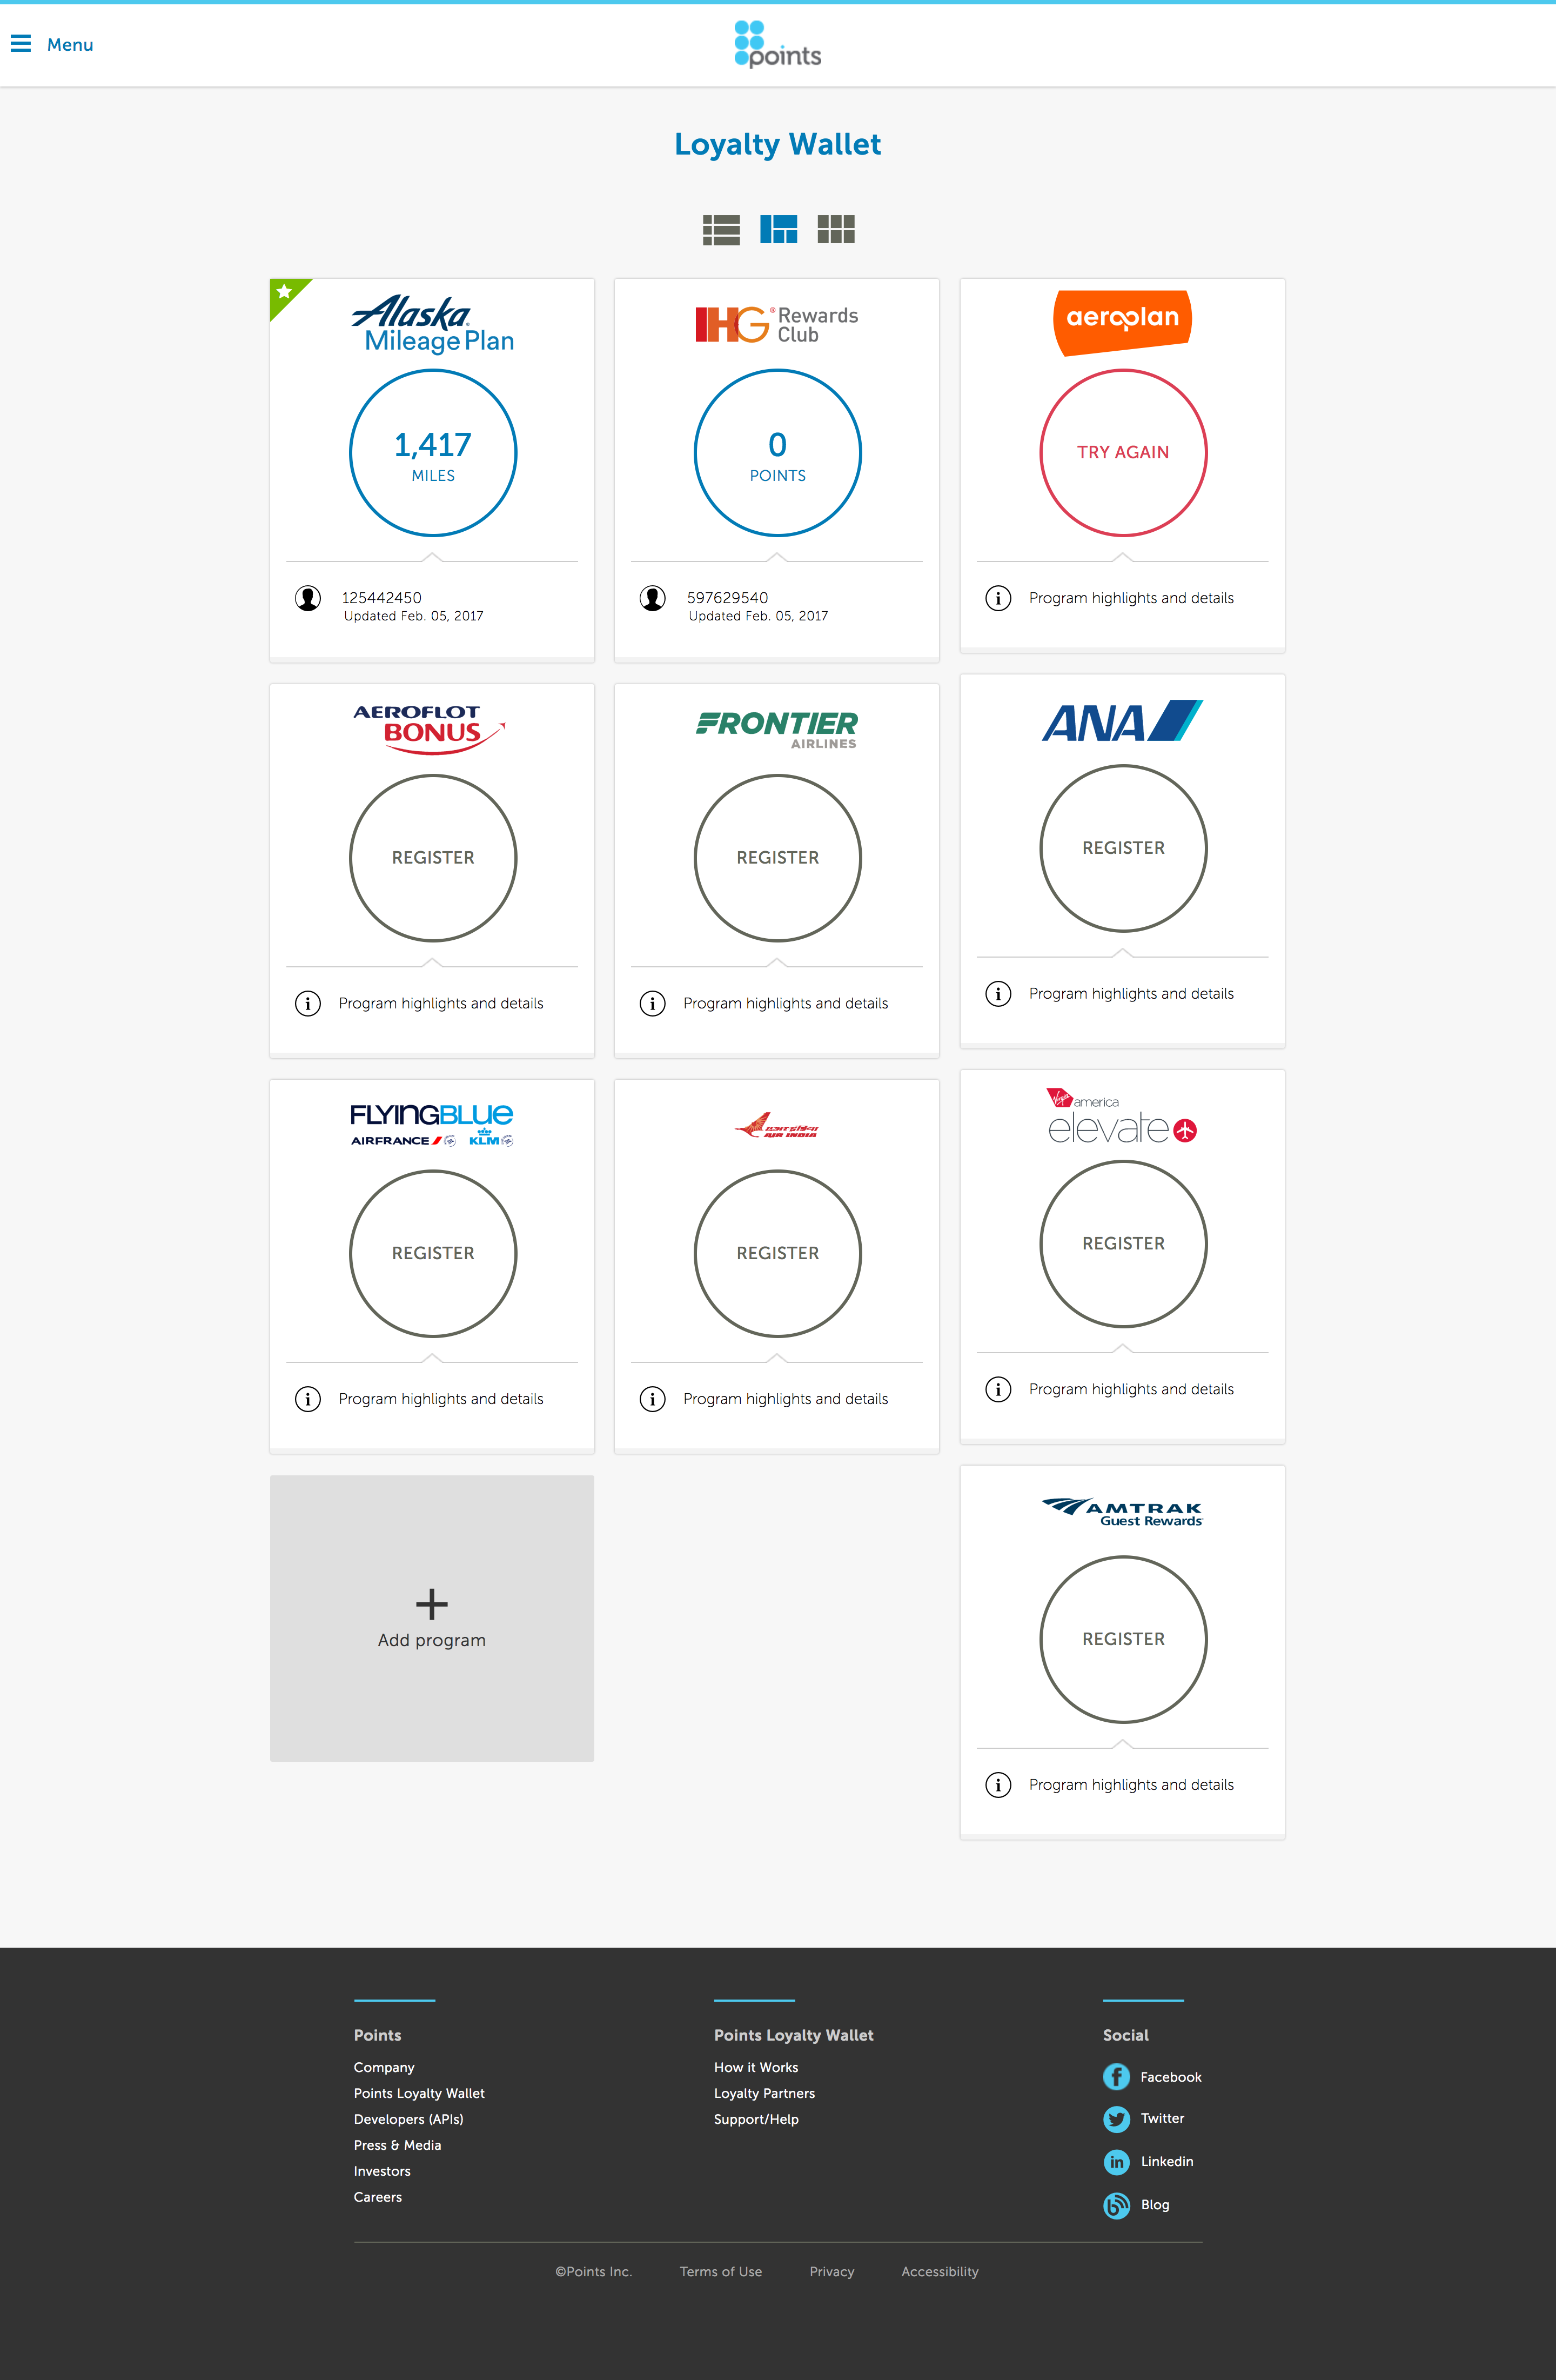 Menu
points
Loyalty Wallet
Alaska
Mileage Plan
1,417
MILES
125442450
Updated Feb. 05, 2017
IHG® Rewards
Club
0
POINTS
597629540
Updated Feb. 05, 2017
aeroplan
TRY AGAIN
Program highlights and details
AEROFLOT
BONUS
REGISTER
Program highlights and details
FRONTIER
AIRLINES
REGISTER
Program highlights and details
ANA
REGISTER
Program highlights and details
FLYINGBLUE
AIRFRANCE KLM
REGISTER
Program highlights and details
AIR INDIA
REGISTER
Program highlights and details
Virgin america
elevate
REGISTER
Program highlights and details
Add program
AMTRAK
Guest Rewards
REGISTER
Program highlights and details
Points
Company
Points Loyalty Wallet
Developers (APIs)
Press & Media
Investors
Careers
Points Loyalty Wallet
How it Works
Loyalty Partners
Support/Help
Social
Facebook
Twitter
Linkedin
Blog
©Points Inc. Terms of Use Privacy Accessibility